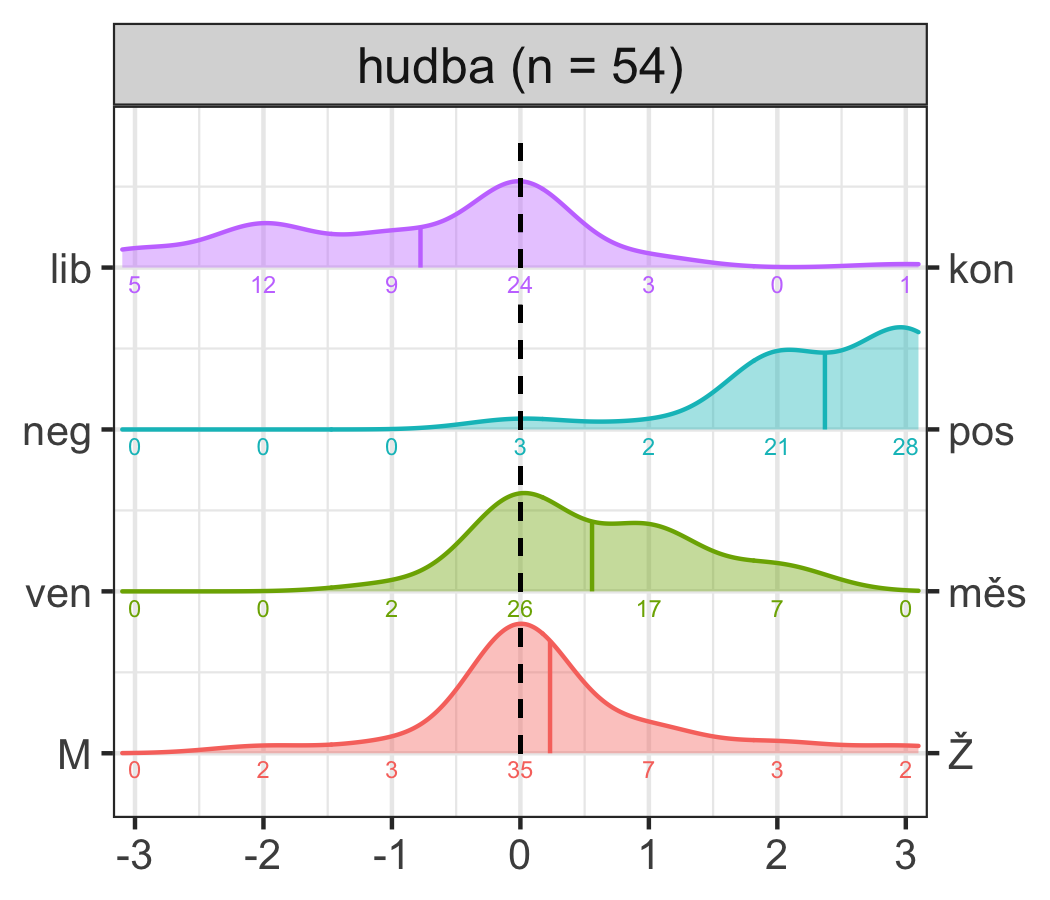 hudba (n = 54)
lib kon
5 12 9 24 3 0 1
neg pos
0 0 0 3 2 21 28
ven měs
0 0 2 26 17 7 0
M Ž
0 2 3 35 7 3 2
-3 -2 -1 0 1 2 3